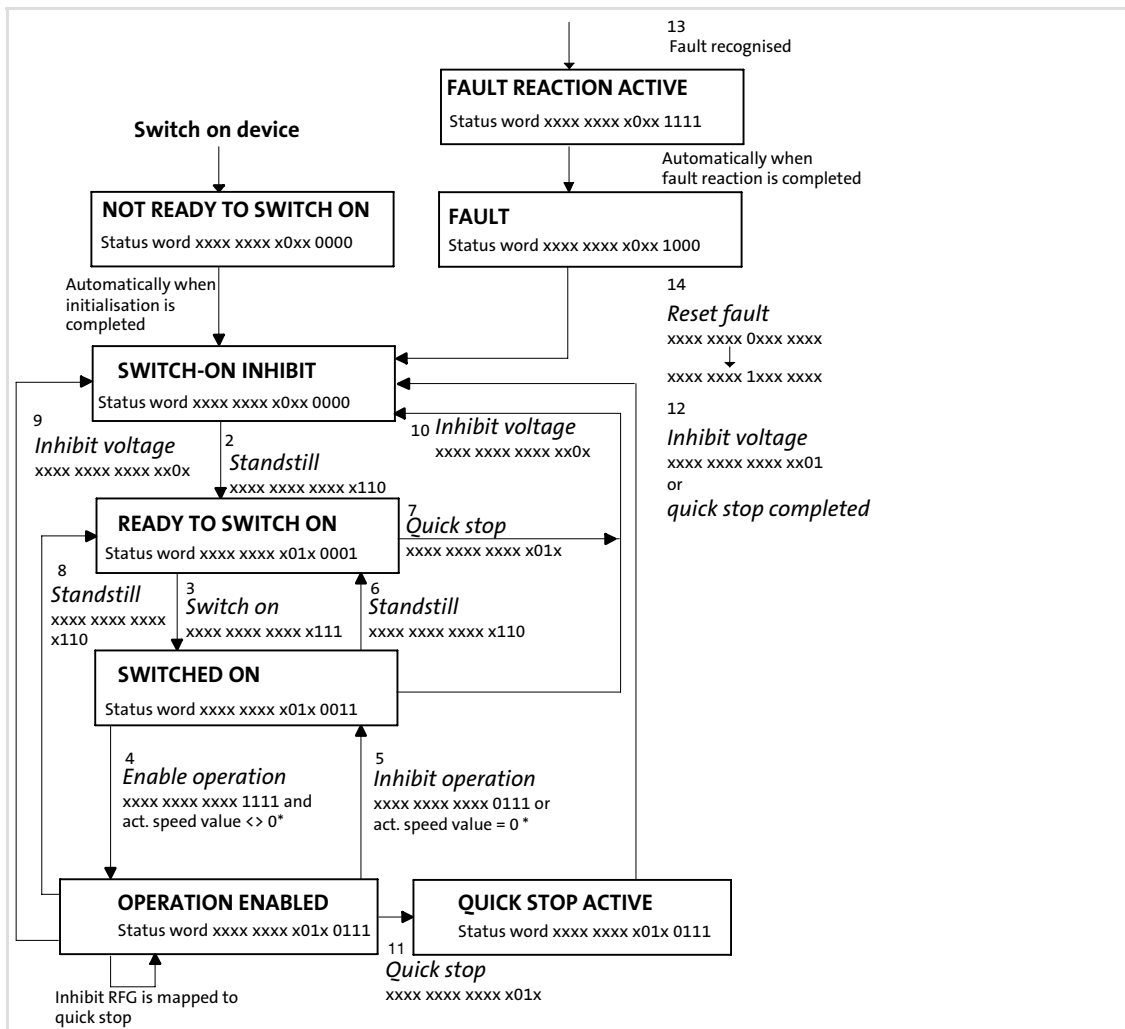 13
Fault recognised
FAULT REACTION ACTIVE
Status word xxxx xxxx x0xx 1111
Switch on device
Automatically when
fault reaction is completed
NOT READY TO SWITCH ON
Status word xxxx xxxx x0xx 0000
FAULT
Status word xxxx xxxx x0xx 1000
Automatically when
initialisation is
completed
14
Reset fault
xxxx xxxx 0xxx xxxx
xxxx xxxx 1xxx xxxx
SWITCH-ON INHIBIT
Status word xxxx xxxx x0xx 0000
9
Inhibit voltage
xxxx xxxx xxxx xx0x
2
Standstill
xxxx xxxx xxxx x110
10 Inhibit voltage
xxxx xxxx xxxx xx0x
12
Inhibit voltage
xxxx xxxx xxxx xx01
or
quick stop completed
READY TO SWITCH ON
Status word xxxx xxxx x01x 0001
7
Quick stop
xxxx xxxx xxxx x01x
8
Standstill
xxxx xxxx xxxx
x110
3
Switch on
xxxx xxxx xxxx x111
6
Standstill
xxxx xxxx xxxx x110
SWITCHED ON
Status word xxxx xxxx x01x 0011
4
Enable operation
xxxx xxxx xxxx 1111 and
act. speed value <> 0*
5
Inhibit operation
xxxx xxxx xxxx 0111 or
act. speed value = 0 *
OPERATION ENABLED
Status word xxxx xxxx x01x 0111
QUICK STOP ACTIVE
Status word xxxx xxxx x01x 0111
11
Quick stop
xxxx xxxx xxxx x01x
Inhibit RFG is mapped to
quick stop